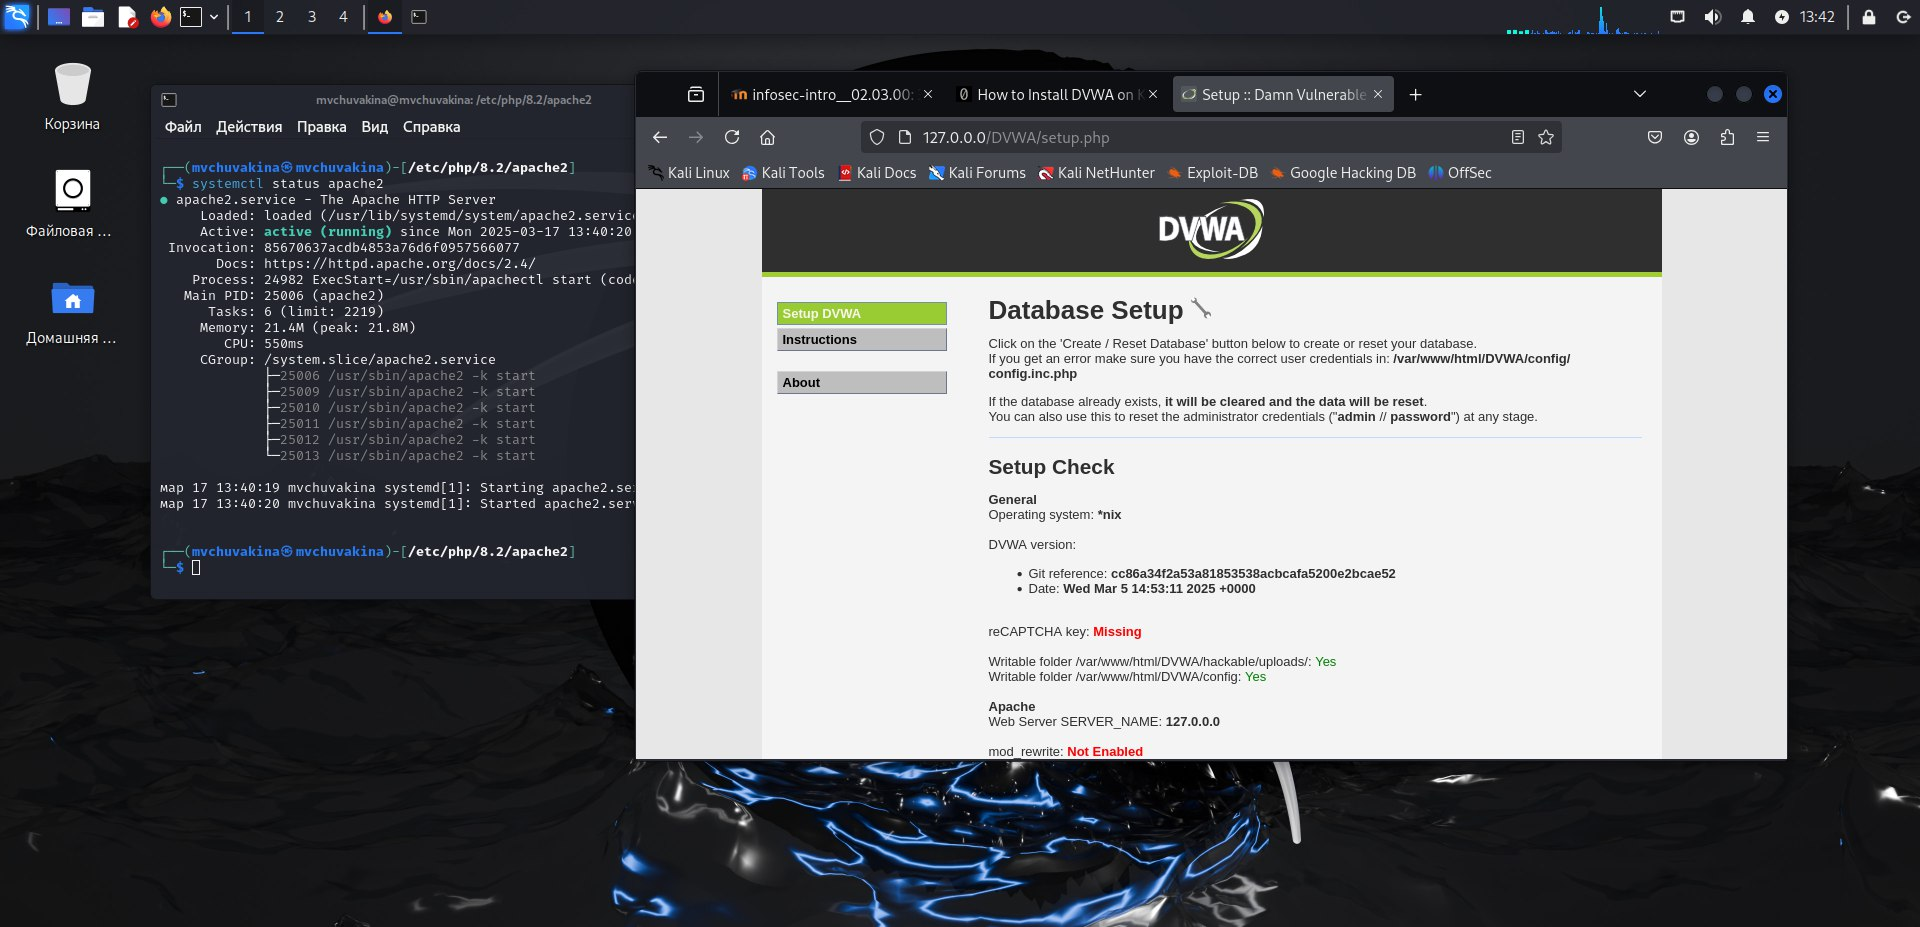 1 2 3 4
13:42
Корзина
Файловая ...
Домашняя ...
mvchuvakina@mvchuvakina: /etc/php/8.2/apache2
Файл Действия Правка Вид Справка
┌──(mvchuvakina㉿mvchuvakina)-[/etc/php/8.2/apache2]
└─$ systemctl status apache2
● apache2.service - The Apache HTTP Server
Loaded: loaded (/usr/lib/systemd/system/apache2.service
Active: active (running) since Mon 2025-03-17 13:40:20
Invocation: 85670637acdb4853a76d6f0957566077
Docs: https://httpd.apache.org/docs/2.4/
Process: 24982 ExecStart=/usr/sbin/apachectl start (code
Main PID: 25006 (apache2)
Tasks: 6 (limit: 2219)
Memory: 21.4M (peak: 21.8M)
CPU: 550ms
CGroup: /system.slice/apache2.service
├─25006 /usr/sbin/apache2 -k start
├─25009 /usr/sbin/apache2 -k start
├─25010 /usr/sbin/apache2 -k start
├─25011 /usr/sbin/apache2 -k start
├─25012 /usr/sbin/apache2 -k start
└─25013 /usr/sbin/apache2 -k start
мар 17 13:40:19 mvchuvakina systemd[1]: Starting apache2.se
мар 17 13:40:20 mvchuvakina systemd[1]: Started apache2.ser
┌──(mvchuvakina㉿mvchuvakina)-[/etc/php/8.2/apache2]
└─$
infosec-intro__02.03.00: How to Install DVWA on K Setup :: Damn Vulnerable
127.0.0.0/DVWA/setup.php
Kali Linux Kali Tools Kali Docs Kali Forums Kali NetHunter Exploit-DB Google Hacking DB OffSec
DVWA
Setup DVWA
Instructions
About
Database Setup
Click on the 'Create / Reset Database' button below to create or reset your database.
If you get an error make sure you have the correct user credentials in: /var/www/html/DVWA/config/
config.inc.php
If the database already exists, it will be cleared and the data will be reset.
You can also use this to reset the administrator credentials ("admin // password") at any stage.
Setup Check
General
Operating system: *nix
DVWA version:
• Git reference: cc86a34f2a53a81853538acbcafa5200e2bcae52
• Date: Wed Mar 5 14:53:11 2025 +0000
reCAPTCHA key: Missing
Writable folder /var/www/html/DVWA/hackable/uploads/: Yes
Writable folder /var/www/html/DVWA/config: Yes
Apache
Web Server SERVER_NAME: 127.0.0.0
mod_rewrite: Not Enabled